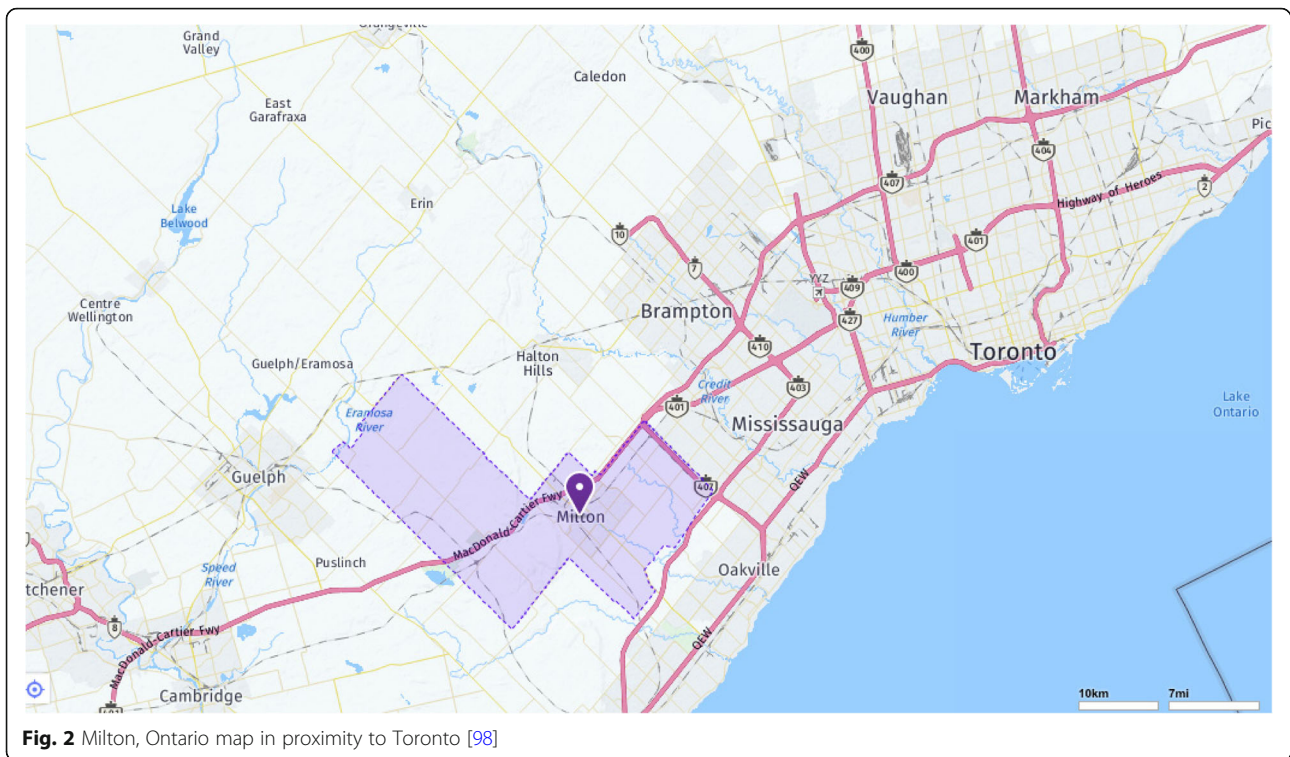 Orangeville
Grand
Valley
400
Caledon
Vaughan
Markham
East
Garafraxa
Pic
404
407
Highway of Heroes
2
Erin
Lake
Belwood
10
401
7
400
YYZ
409
Centre
Wellington
Brampton
427
Humber
River
410
Toronto
Halton
Hills
Guelph/Eramosa
Credit
River
403
401
Lake
Ontario
Eramosa
River
Mississauga
Guelph
407
QEW
MacDonald-Cartier Fwy
Milton
Puslinch
Oakville
Speed
River
tchener
8
MacDonald-Cartier Fwy
QEW
Cambridge
401
10km
7mi
Fig. 2 Milton, Ontario map in proximity to Toronto [98]